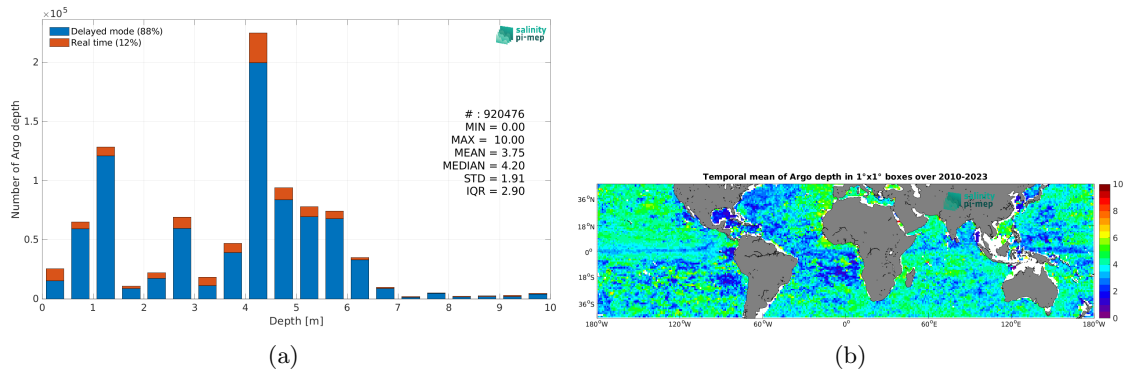 ×10⁵
Delayed mode (88%)
Real time (12%)
salinity
pi-mep
# : 920476
MIN = 0.00
MAX = 10.00
MEAN = 3.75
MEDIAN = 4.20
STD = 1.91
IQR = 2.90
Number of Argo depth
2
1.5
1
0.5
0
0 1 2 3 4 5 6 7 8 9 10
Depth [m]
(a)
Temporal mean of Argo depth in 1°x1° boxes over 2010-2023
pi-mep
36°N
18°N
0°
18°S
36°S
180°W 120°W 60°W 0° 60°E 120°E 180°W
10
8
6
4
2
0
(b)